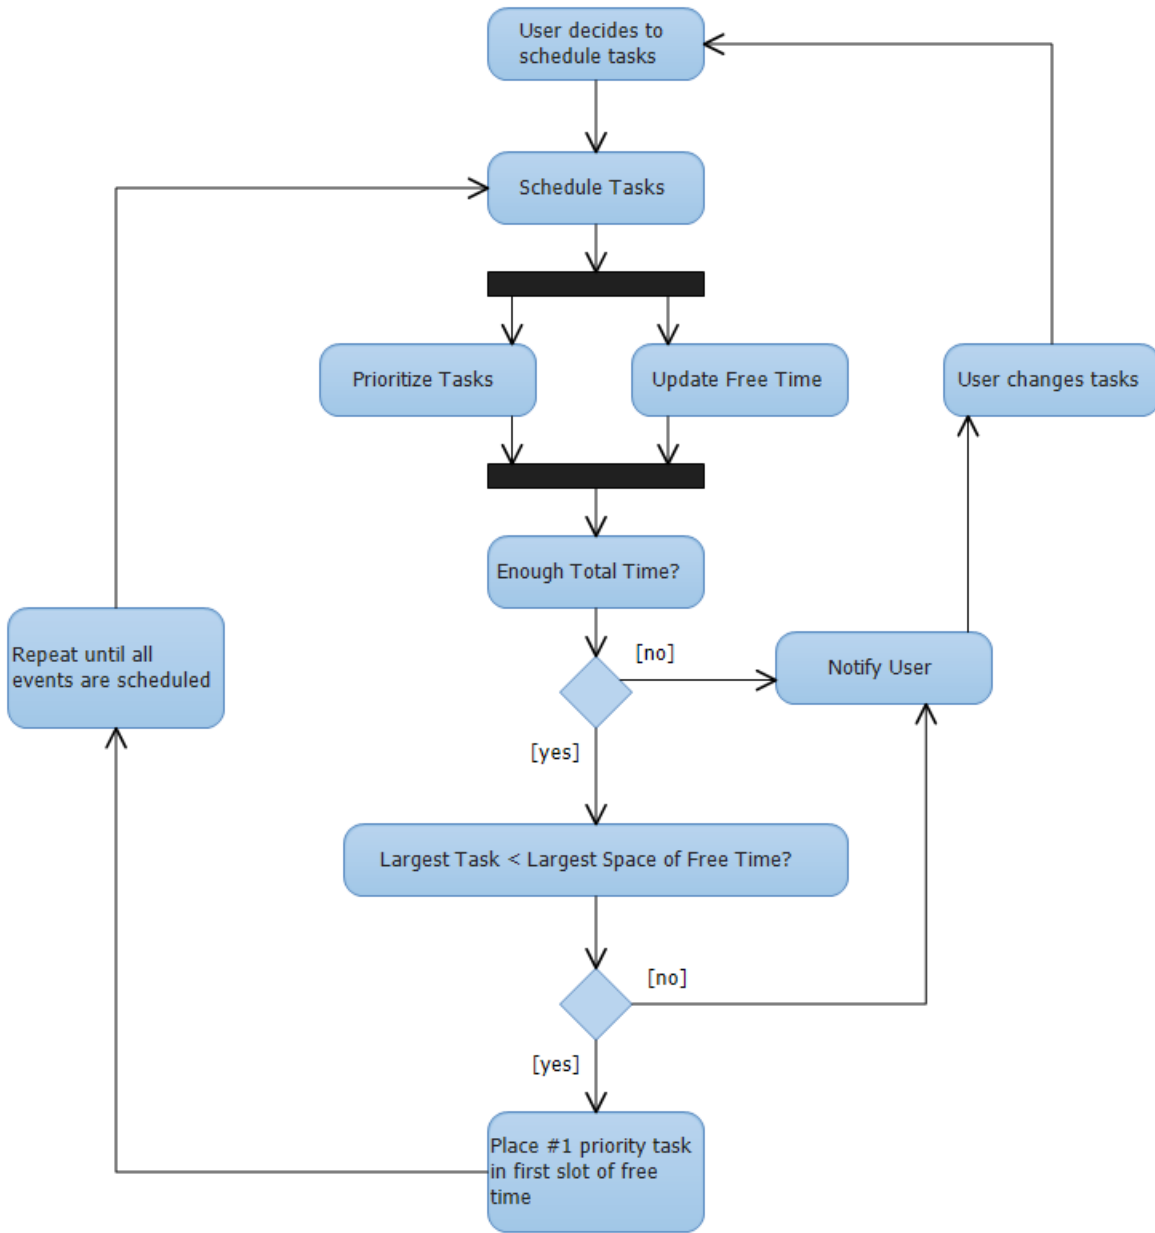 User decides to
schedule tasks
Schedule Tasks
Prioritize Tasks
Update Free Time
User changes tasks
Enough Total Time?
Repeat until all
events are scheduled
[no]
Notify User
[yes]
Largest Task < Largest Space of Free Time?
[no]
[yes]
Place #1 priority task
in first slot of free
time